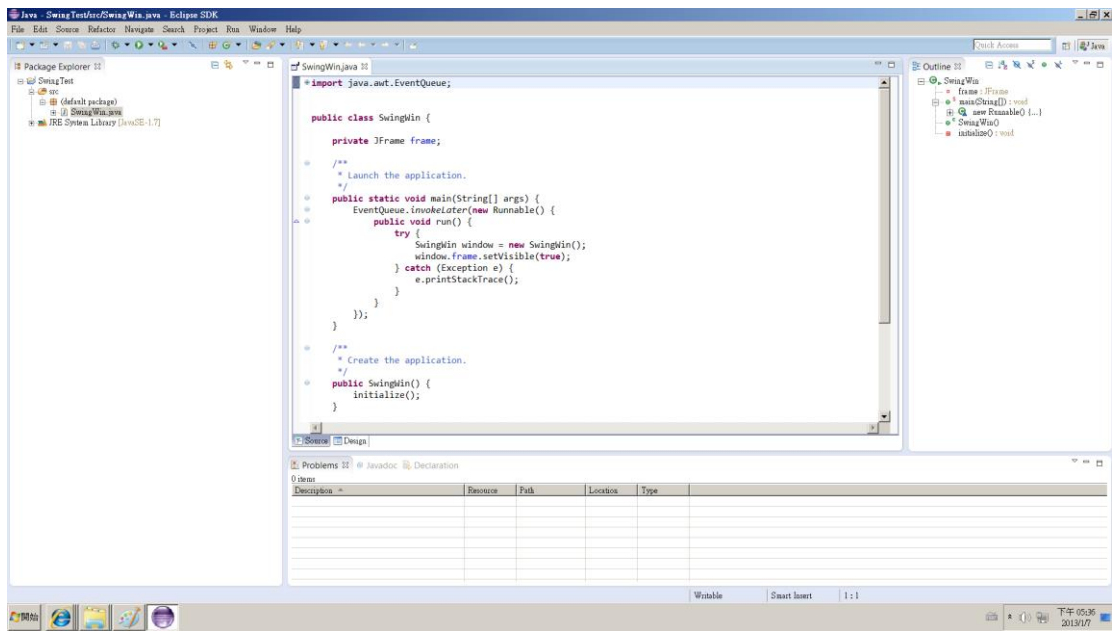 Java - SwingTest/src/SwingWin.java - Eclipse SDK
File Edit Source Refactor Navigate Search Project Run Window Help
Quick Access
Java
Package Explorer
SwingTest
src
(default package)
SwingWin.java
JRE System Library [JavaSE-1.7]
SwingWin.java
import java.awt.EventQueue;
public class SwingWin {
private JFrame frame;
/**
* Launch the application.
*/
public static void main(String[] args) {
EventQueue.invokeLater(new Runnable() {
public void run() {
try {
SwingWin window = new SwingWin();
window.frame.setVisible(true);
} catch (Exception e) {
e.printStackTrace();
}
}
});
}
/**
* Create the application.
*/
public SwingWin() {
initialize();
}
Source Design
Outline
SwingWin
frame : JFrame
main(String[]) : void
new Runnable() {...}
SwingWin()
initialize() : void
Problems Javadoc Declaration
0 items
Description Resource Path Location Type
Writable Smart Insert 1 : 1
開始
下午 05:36
2013/1/7